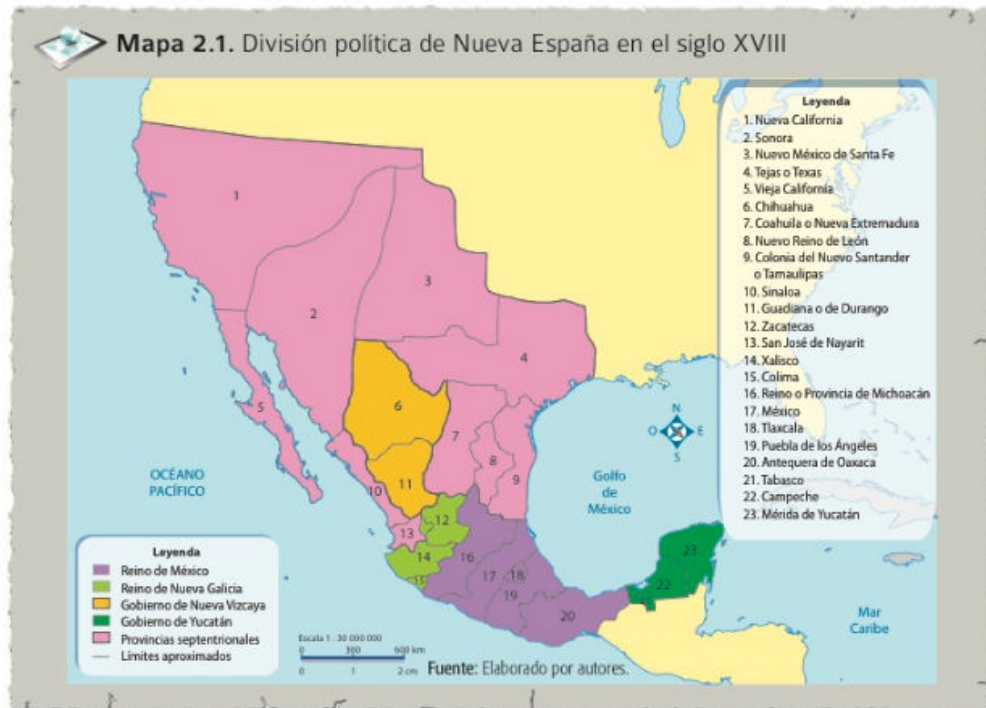 Mapa 2.1. División política de Nueva España en el siglo XVIII
Leyenda
1. Nueva California
2. Sonora
3. Nuevo México de Santa Fe
4. Tejas o Texas
5. Vieja California
6. Chihuahua
7. Coahuila o Nueva Extremadura
8. Nuevo Reino de León
9. Colonia del Nuevo Santander
o Tamaulipas
10. Sinaloa
11. Guadiana o de Durango
12. Zacatecas
13. San José de Nayarit
14. Xalisco
15. Colima
16. Reino o Provincia de Michoacán
17. México
18. Tlaxcala
19. Puebla de los Ángeles
20. Antequera de Oaxaca
21. Tabasco
22. Campeche
23. Mérida de Yucatán
1
2
3
4
5
6
7
8
9
10
11
12
13
14
15
16
17
18
19
20
22
23
N
O E
S
OCÉANO
PACÍFICO
Golfo
de
México
Mar
Caribe
Leyenda
Reino de México
Reino de Nueva Galicia
Gobierno de Nueva Vizcaya
Gobierno de Yucatán
Provincias septentrionales
Límites aproximados
Escala 1 : 30 000 000
0 300 600 km
0 1 2 cm
Fuente: Elaborado por autores.